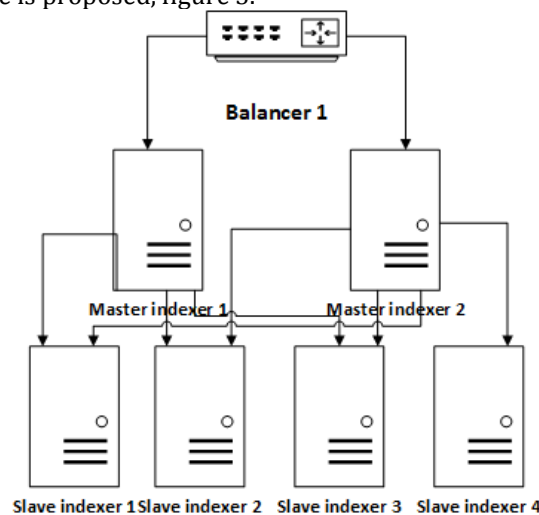 e is proposed, figure 3.
Balancer 1
Master indexer 1 Master indexer 2
Slave indexer 1 Slave indexer 2 Slave indexer 3 Slave indexer 4